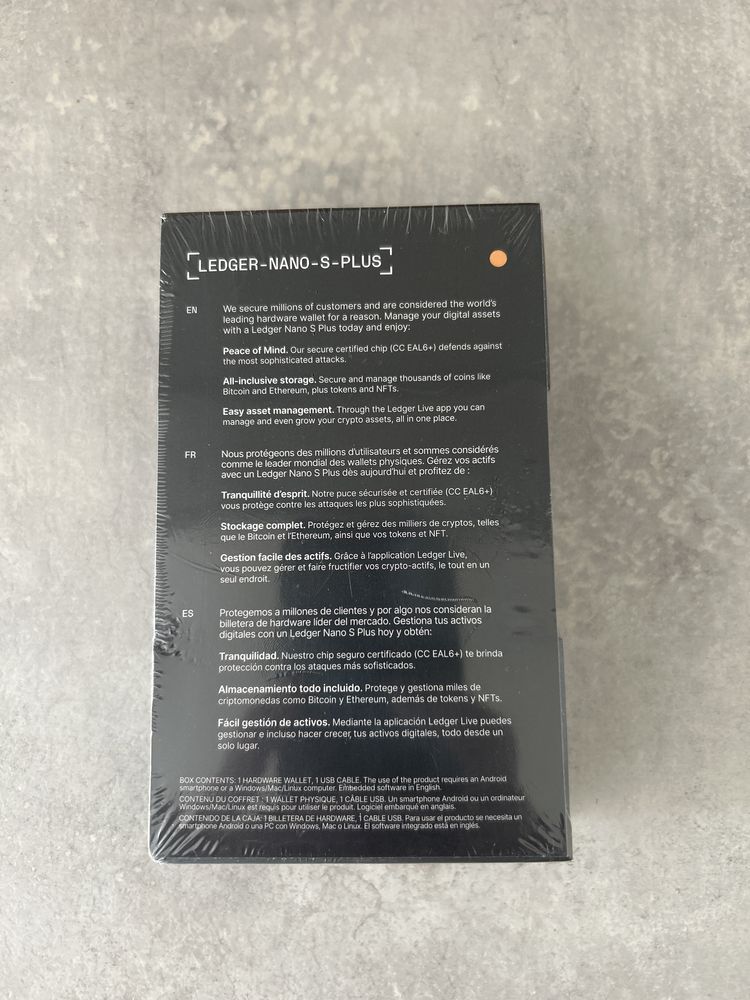 LEDGER-NANO-S-PLUS
EN
We secure millions of customers and are considered the world's
leading hardware wallet for a reason. Manage your digital assets
with a Ledger Nano S Plus today and enjoy:
Peace of Mind. Our secure certified chip (CC EAL6+) defends against
the most sophisticated attacks.
All-inclusive storage. Secure and manage thousands of coins like
Bitcoin and Ethereum, plus tokens and NFTs.
Easy asset management. Through the Ledger Live app you can
manage and even grow your crypto assets, all in one place.
FR
Nous protégeons des millions d'utilisateurs et sommes considérés
comme le leader mondial des wallets physiques. Gérez vos actifs
avec un Ledger Nano S Plus dès aujourd'hui et profitez de :
Tranquillité d'esprit. Notre puce sécurisée et certifiée (CC EAL6+)
vous protège contre les attaques les plus sophistiquées.
Stockage complet. Protégez et gérez des milliers de cryptos, telles
que le Bitcoin et l'Ethereum, ainsi que vos tokens et NFT.
Gestion facile des actifs. Grâce à l'application Ledger Live,
vous pouvez gérer et faire fructifier vos crypto-actifs, le tout en un
seul endroit.
ES
Protegemos a millones de clientes y por algo nos consideran la
billetera de hardware líder del mercado. Gestiona tus activos
digitales con un Ledger Nano S Plus hoy y obtén:
Tranquilidad. Nuestro chip seguro certificado (CC EAL6+) te brinda
protección contra los ataques más sofisticados.
Almacenamiento todo incluido. Protege y gestiona miles de
criptomonedas como Bitcoin y Ethereum, además de tokens y NFTs.
Fácil gestión de activos. Mediante la aplicación Ledger Live puedes
gestionar e incluso hacer crecer tus activos digitales, todo desde un
solo lugar.
BOX CONTENTS: 1 HARDWARE WALLET, 1 USB CABLE. The use of the product requires an Android
smartphone or a Windows/Mac/Linux computer. Embedded software in English.
CONTENU DU COFFRET : 1 WALLET PHYSIQUE, 1 CÂBLE USB. Un smartphone Android ou un ordinateur
Windows/Mac/Linux est requis pour utiliser le produit. Logiciel embarqué en anglais.
CONTENIDO DE LA CAJA: 1 BILLETERA DE HARDWARE, 1 CABLE USB. Para usar el producto se necesita un
smartphone Android o una PC con Windows, Mac o Linux. El software integrado está en inglés.